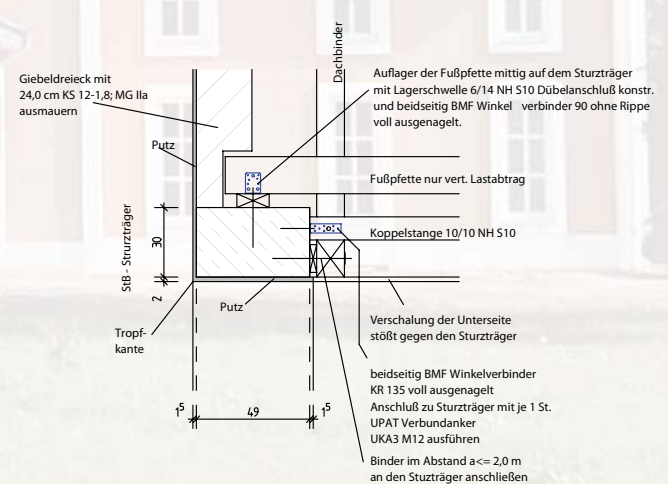 Dachbinder
Giebeldreieck mit
24,0 cm KS 12-1,8; MG IIa
ausmauern
Putz
Auflager der Fußpfette mittig auf dem Sturzträger
mit Lagerschwelle 6/14 NH S10 Dübelanschluß konstr.
und beidseitig BMF Winkel verbinder 90 ohne Rippe
voll ausgenagelt.
Fußpfette nur vert. Lastabtrag
Koppelstange 10/10 NH S10
StB - Strurzträger
30
2
Putz
Tropf-
kante
Verschalung der Unterseite
stößt gegen den Sturzträger
beidseitig BMF Winkelverbinder
KR 135 voll ausgenagelt
Anschluß zu Sturzträger mit je 1 St.
UPAT Verbundanker
UKA3 M12 ausführen
1⁵ 49 1⁵
Binder im Abstand a<= 2,0 m
an den Stuzträger anschließen